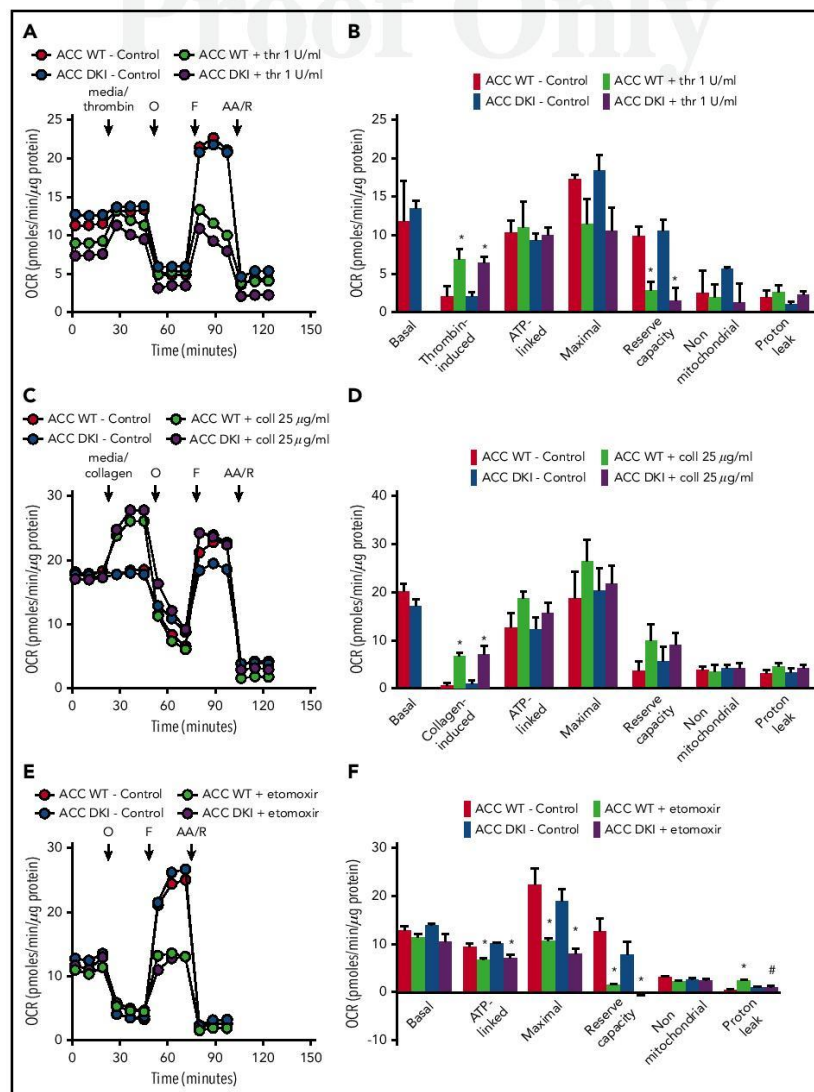 Proof Only
A
ACC WT - Control
ACC WT + thr 1 U/ml
ACC DKI - Control
ACC DKI + thr 1 U/ml
media/
thrombin
O
F
AA/R
OCR (pmoles/min/µg protein)
25
20
15
10
5
0
0
30
60
90
120
150
Time (minutes)
B
ACC WT - Control
ACC WT + thr 1 U/ml
ACC DKI - Control
ACC DKI + thr 1 U/ml
OCR (pmoles/min/µg protein)
25
20
15
10
5
0
*
*
*
*
Basal
Thrombin-
induced
ATP-
linked
Maximal
Reserve
capacity
Non
mitochondrial
Proton
leak
C
ACC WT - Control
ACC WT + coll 25 µg/ml
ACC DKI - Control
ACC DKI + coll 25 µg/ml
media/
collagen
O
F
AA/R
OCR (pmoles/min/µg protein)
30
20
10
0
0
30
60
90
120
150
Time (minutes)
D
ACC WT - Control
ACC WT + coll 25 µg/ml
ACC DKI - Control
ACC DKI + coll 25 µg/ml
OCR (pmoles/min/µg protein)
40
30
20
10
0
*
*
Basal
Collagen-
induced
ATP-
linked
Maximal
Reserve
capacity
Non
mitochondrial
Proton
leak
E
ACC WT - Control
ACC WT + etomoxir
ACC DKI - Control
ACC DKI + etomoxir
O
F
AA/R
OCR (pmoles/min/µg protein)
30
20
10
0
0
30
60
90
120
150
Time (minutes)
F
ACC WT - Control
ACC WT + etomoxir
ACC DKI - Control
ACC DKI + etomoxir
OCR (pmoles/min/µg protein)
30
20
10
0
-10
*
*
*
*
*
*
*
#
Basal
ATP-
linked
Maximal
Reserve
capacity
Non
mitochondrial
Proton
leak